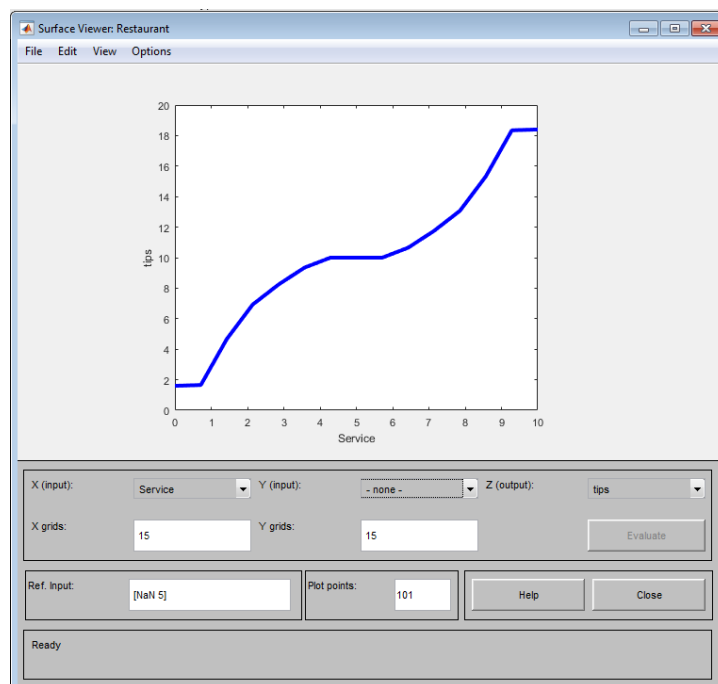 Surface Viewer: Restaurant
File Edit View Options
20
18
16
14
12
10
8
6
4
2
0
tips
0 1 2 3 4 5 6 7 8 9 10
Service
X (input): Service Y (input): - none - Z (output): tips
X grids: 15 Y grids: 15 Evaluate
Ref. Input: [NaN 5] Plot points: 101 Help Close
Ready